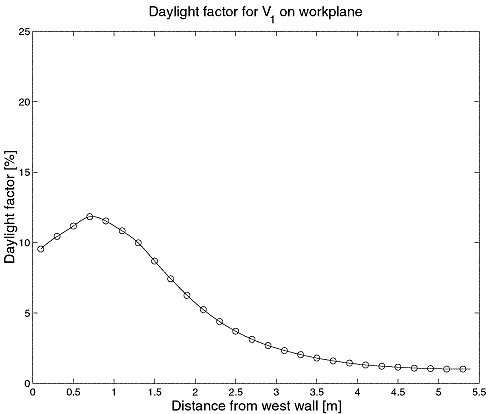 Daylight factor for V1 on workplane
25
20
15
10
5
0
Daylight factor [%]
0 0.5 1 1.5 2 2.5 3 3.5 4 4.5 5 5.5
Distance from west wall [m]